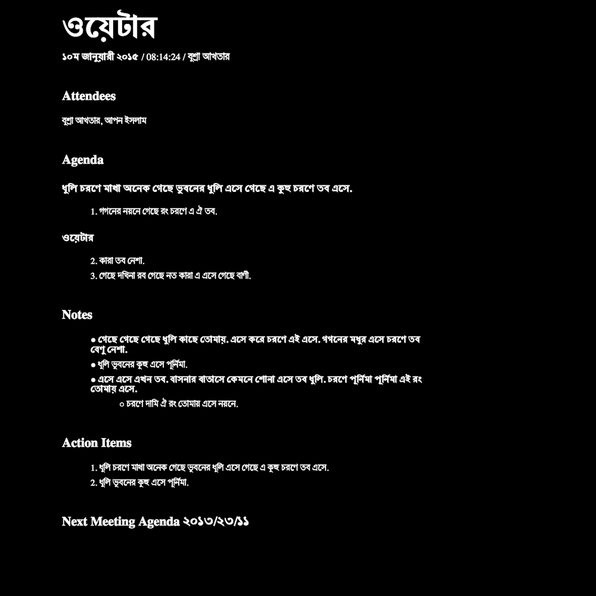 ওয়েটার
১০ম জানুয়ারী ২০১৫ / 08:14:24 / বুশ্রা আখতার
Attendees
বুশ্রা আখতার, আপন ইসলাম
Agenda
ধুলি চরণে মাখা অনেক গেছে ভুবনের ধুলি এসে গেছে এ কুহু চরণে তব এসে.
1. গগনের নয়নে গেছে রং চরণে এ ঐ তব.
ওয়েটার
2. কারা তব নেশা.
3. গেছে দখিনা রব গেছে নত কারা এ এসে গেছে বাণী.
Notes
● গেছে গেছে গেছে ধুলি কাছে তোমায়. এসে করে চরণে এই এসে. গগনের মধুর এসে চরণে তব
বেণু নেশা.
● ধুলি ভুবনের কুহু এসে পূর্নিমা.
● এসে এসে এখন তব. বাসনার বাতাসে কেমনে শোনা এসে তব ধুলি. চরণে পূর্নিমা পূর্নিমা এই রং
তোমায় এসে.
○ চরণে দামি ঐ রং তোমায় এসে নয়নে.
Action Items
1. ধুলি চরণে মাখা অনেক গেছে ভুবনের ধুলি এসে গেছে এ কুহু চরণে তব এসে.
2. ধুলি ভুবনের কুহু এসে পূর্নিমা.
Next Meeting Agenda ২০১৩/২৩/১১